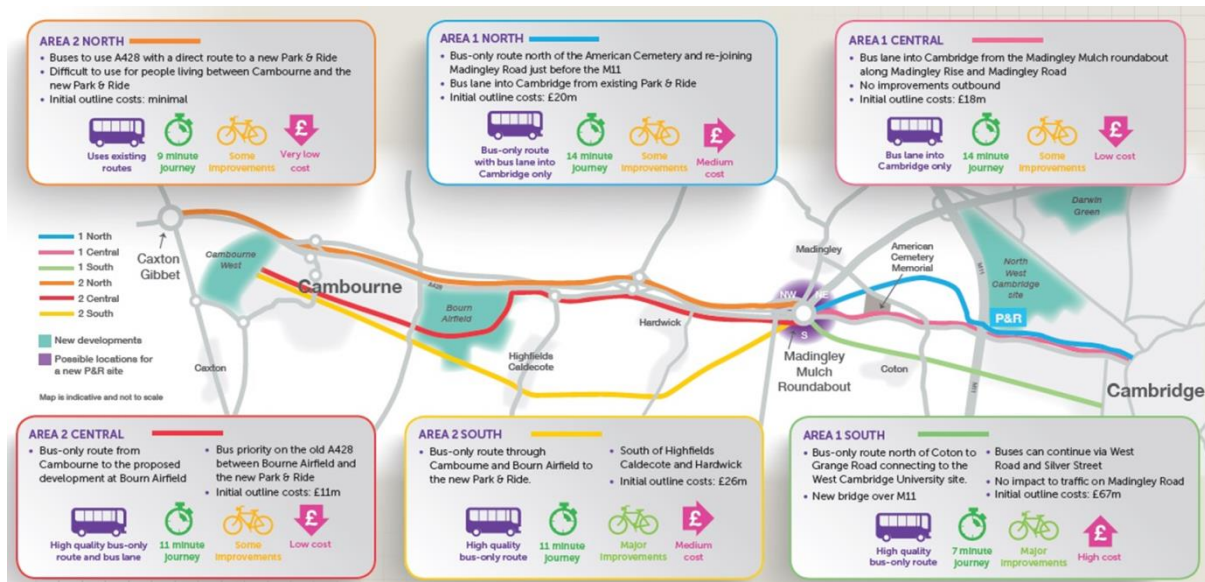 AREA 2 NORTH
• Buses to use A428 with a direct route to a new Park & Ride
• Difficult to use for people living between Cambourne and the
new Park & Ride
• Initial outline costs: minimal
Uses existing
routes
9 minute
journey
Some
improvements
Very low
cost
AREA 1 NORTH
• Bus-only route north of the American Cemetery and re-joining
Madingley Road just before the M11
• Bus lane into Cambridge from existing Park & Ride
• Initial outline costs: £20m
Bus-only route
with bus lane into
Cambridge only
14 minute
journey
Some
improvements
£
Medium
cost
AREA 1 CENTRAL
• Bus lane into Cambridge from the Madingley Mulch roundabout
along Madingley Rise and Madingley Road
• No improvements outbound
• Initial outline costs: £18m
Bus lane into
Cambridge only
14 minute
journey
Some
improvements
£
Low cost
1 North
1 Central
1 South
2 North
2 Central
2 South
New developments
Possible locations for
a new P&R site
Map is indicative and not to scale
Caxton
Gibbet
Cambourne
West
Cambourne
Caxton
A428
Bourn
Airfield
Highfields
Caldecote
Hardwick
Madingley
NW
NE
S
Madingley
Mulch
Roundabout
American
Cemetery
Memorial
Coton
M11
M11
Darwin
Green
North
West
Cambridge
site
P&R
Cambridge
AREA 2 CENTRAL
• Bus-only route from
Cambourne to the proposed
development at Bourn Airfield
• Bus priority on the old A428
between Bourne Airfield and
the new Park & Ride
• Initial outline costs: £11m
High quality bus-only
route and bus lane
11 minute
journey
Some
improvements
£
Low cost
AREA 2 SOUTH
• Bus-only route through
Cambourne and Bourn Airfield to
the new Park & Ride.
• South of Highfields
Caldecote and Hardwick
• Initial outline costs: £26m
High quality
bus-only route
11 minute
journey
Major
improvements
£
Medium
cost
AREA 1 SOUTH
• Bus-only route north of Coton to
Grange Road connecting to the
West Cambridge University site.
• New bridge over M11
• Buses can continue via West
Road and Silver Street
• No impact to traffic on Madingley Road
• Initial outline costs: £67m
High quality
bus-only route
7 minute
journey
Major
improvements
£
High cost